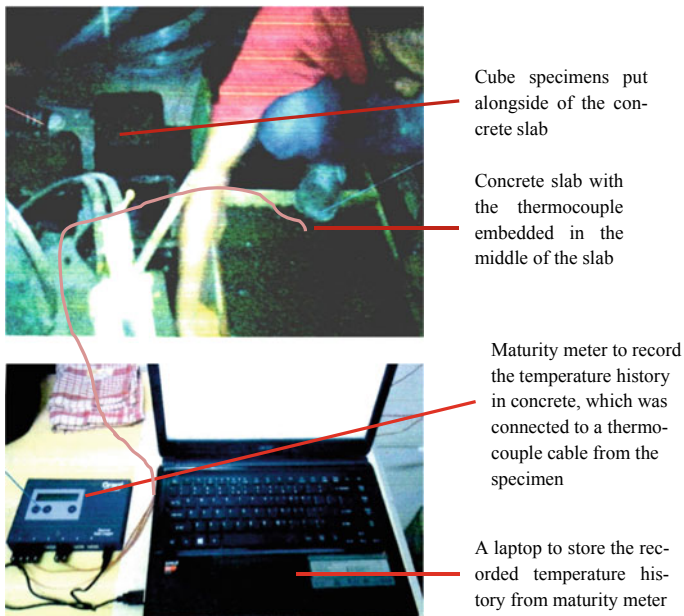 Cube specimens put
alongside of the con-
crete slab
Concrete slab with
the thermocouple
embedded in the
middle of the slab
Maturity meter to record
the temperature history
in concrete, which was
connected to a thermo-
couple cable from the
specimen
A laptop to store the rec-
orded temperature his-
tory from maturity meter